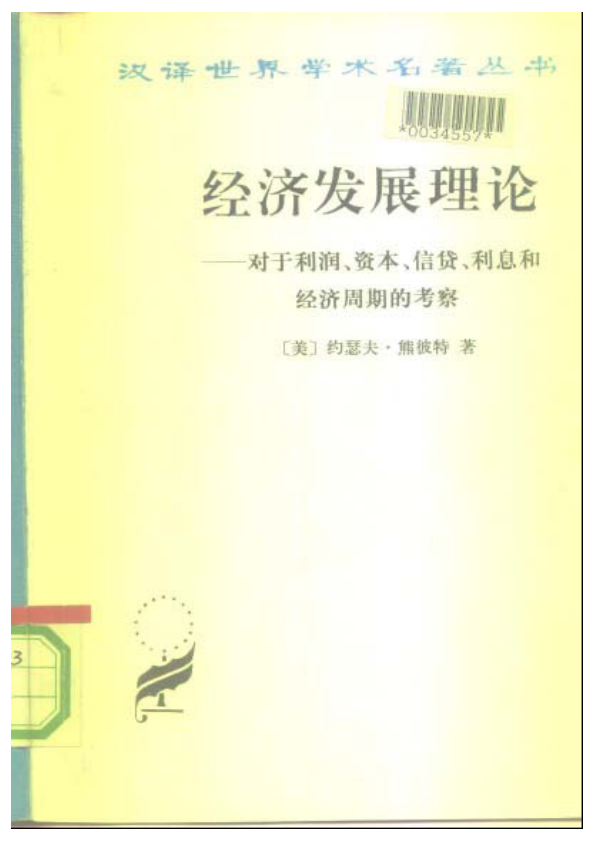 汉译世界学术名著丛书
*0034557*
经济发展理论
——对于利润、资本、信贷、利息和
经济周期的考察
〔美〕约瑟夫·熊彼特 著
3